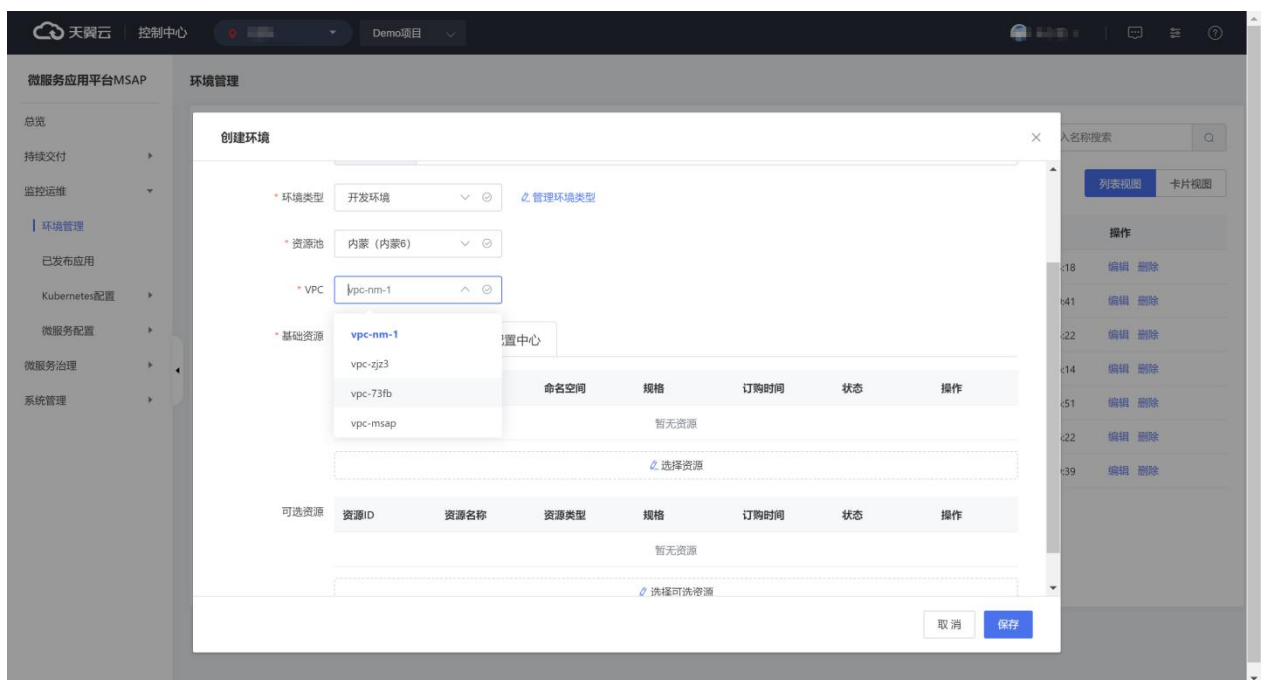 天翼云 控制中心 Demo项目
微服务应用平台MSAP 环境管理
总览
持续交付
监控运维
环境管理
已发布应用
Kubernetes配置
微服务配置
微服务治理
系统管理
入名称搜索
列表视图 卡片视图
操作
:18 编辑 删除
:41 编辑 删除
:22 编辑 删除
:14 编辑 删除
:51 编辑 删除
:22 编辑 删除
:39 编辑 删除
创建环境
* 环境类型 开发环境 管理环境类型
* 资源池 内蒙（内蒙6）
* VPC vpc-nm-1
vpc-nm-1
vpc-zjz3
vpc-73fb
vpc-msap
* 基础资源 配置中心
命名空间 规格 订购时间 状态 操作
暂无资源
选择资源
可选资源 资源ID 资源名称 资源类型 规格 订购时间 状态 操作
暂无资源
选择可选资源
取 消 保存